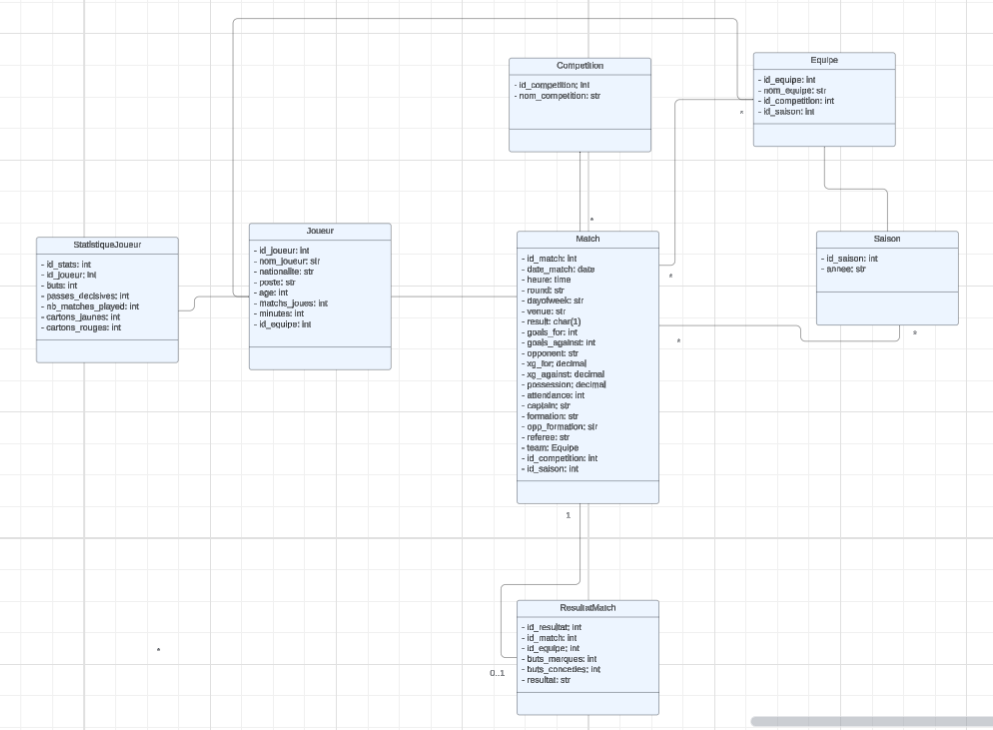 Equipe
- id_equipe: int
- nom_equipe: str
- id_competition: int
- id_saison: int
*
Competition
- id_competition: int
- nom_competition: str
*
StatistiqueJoueur
- id_stats: int
- id_joueur: int
- buts: int
- passes_decisives: int
- nb_matches_played: int
- cartons_jaunes: int
- cartons_rouges: int
Joueur
- id_joueur: int
- nom_joueur: str
- nationalite: str
- poste: str
- age: int
- matchs_joues: int
- minutes: int
- id_equipe: int
Match
- id_match: int
- date_match: date
- heure: time
- round: str
- dayofweek: str
- venue: str
- result: char(1)
- goals_for: int
- goals_against: int
- opponent: str
- xg_for: decimal
- xg_against: decimal
- possession: decimal
- attendance: int
- captain: str
- formation: str
- opp_formation: str
- referee: str
- team: Equipe
- id_competition: int
- id_saison: int
*
*
Saison
- id_saison: int
- annee: str
*
1
0..1
ResultatMatch
- id_resultat: int
- id_match: int
- id_equipe: int
- buts_marques: int
- buts_concedes: int
- resultat: str
*